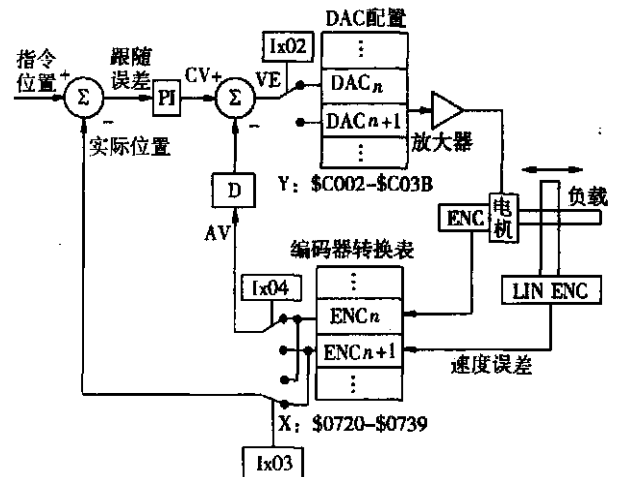 DAC配置
Ix02
⋮
指令
位置
+
Σ
−
跟随
误差
PI
CV+
Σ
−
VE
DACn
DACn+1
⋮
放大器
实际位置
D
Y: $C002-$C03B
AV
ENC
电机
负载
LIN ENC
编码器转换表
⋮
Ix04
ENCn
ENCn+1
⋮
速度误差
X: $0720-$0739
Ix03